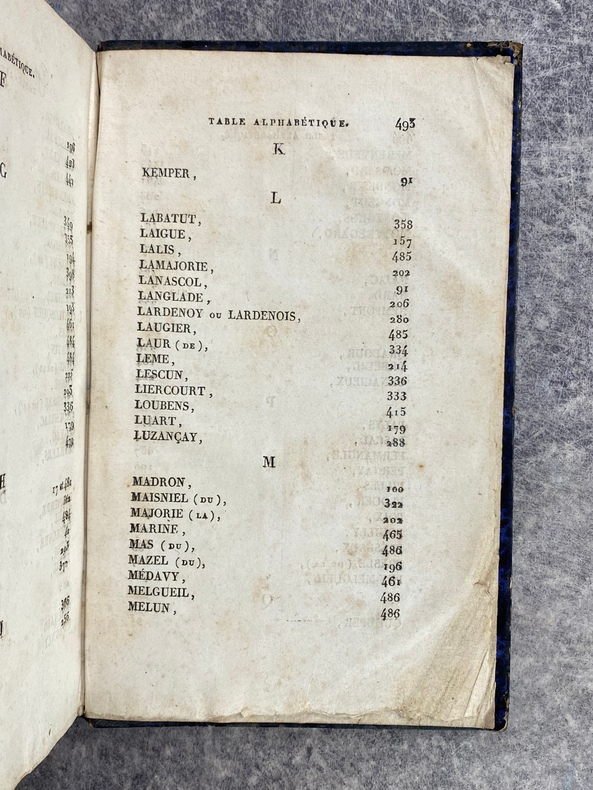 TABLE ALPHABÉTIQUE. 493
K
KEMPER, 91
L
LABATUT, 358
LAIGUE, 157
LALIS, 485
LAMAJORIE, 202
LANASCOL, 91
LANGLADE, 206
LARDENOY OU LARDENOIS, 280
LAUGIER, 485
LAUR (DE), 334
LEME, 214
LESCUN, 336
LIERCOURT, 333
LOUBENS, 415
LUART, 179
LUZANÇAY, 288
M
MADRON, 100
MAISNIEL (DU), 322
MAJORIE (LA), 202
MARINE, 465
MAS (DU), 486
MAZEL (DU), 196
MÉDAVY, 461
MELGUEIL, 486
MELUN, 486